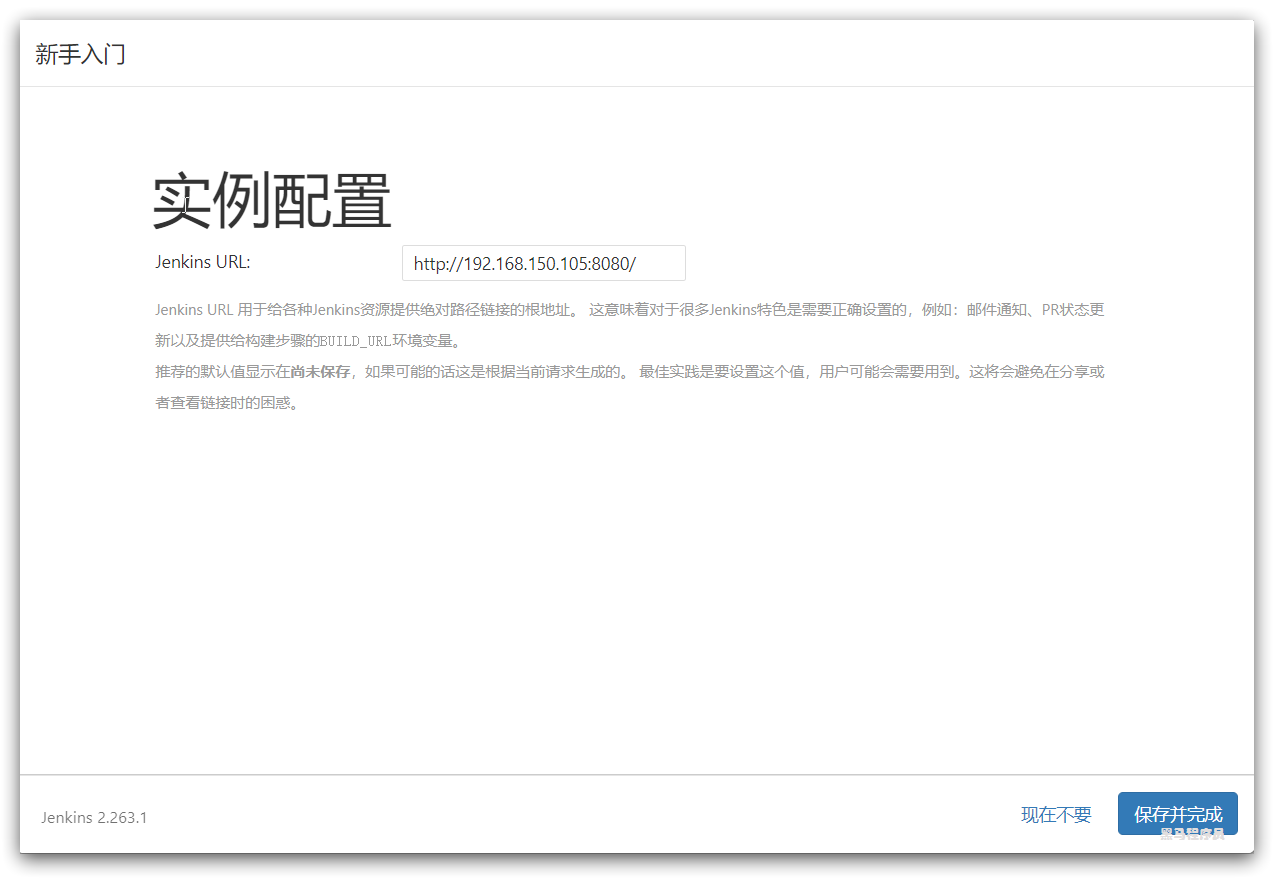 新手入门
实例配置
Jenkins URL:
http://192.168.150.105:8080/
Jenkins URL 用于给各种Jenkins资源提供绝对路径链接的根地址。 这意味着对于很多Jenkins特色是需要正确设置的，例如：邮件通知、PR状态更
新以及提供给构建步骤的BUILD_URL环境变量。
推荐的默认值显示在尚未保存，如果可能的话这是根据当前请求生成的。 最佳实践是要设置这个值，用户可能会需要用到。这将会避免在分享或
者查看链接时的困惑。
Jenkins 2.263.1
现在不要
保存并完成
黑马程序员